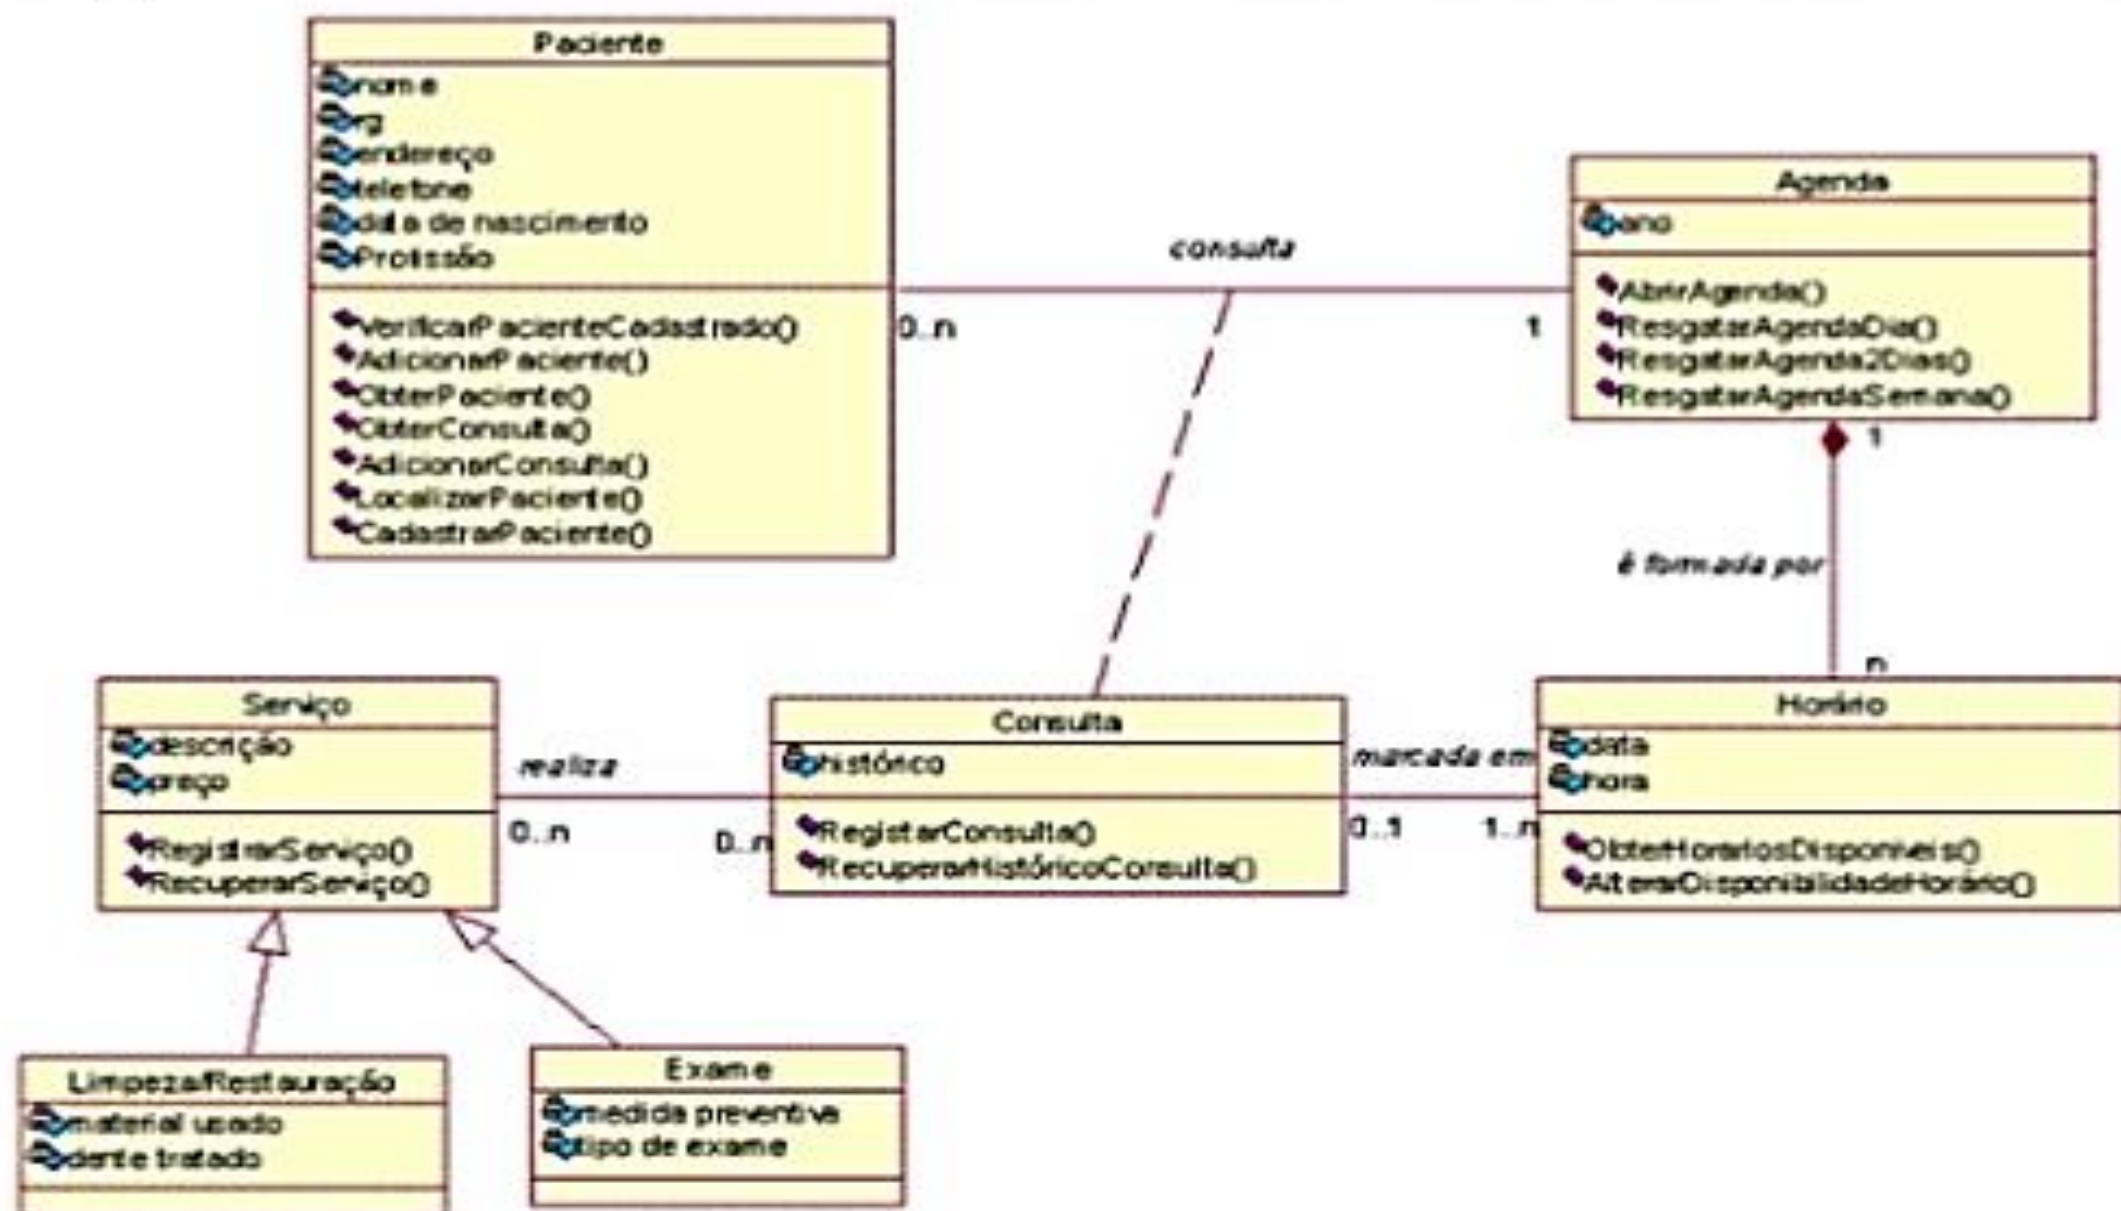 Paciente
nome
rg
endereço
telefone
data de nascimento
Profissão
VerificarPacienteCadastrado()
AdicionarPaciente()
ObterPaciente()
ObterConsulta()
AdicionarConsulta()
LocalizarPaciente()
CadastrarPaciente()
consulta
0..n
1
Agenda
ano
AbrirAgenda()
ResgatarAgendaDia()
ResgatarAgenda2Dias()
ResgatarAgendaSemana()
1
é formada por
n
Serviço
descrição
preço
RegistrarServiço()
RecuperarServiço()
realiza
0..n
0..n
Consulta
histórico
RegistarConsulta()
RecuperarHistóricoConsulta()
marcada em
0..1
1..n
Horário
data
hora
ObterHorariosDisponiveis()
AlterarDisponibilidadeHorário()
Limpeza/Restauração
material usado
dente tratado
Exame
medida preventiva
tipo de exame